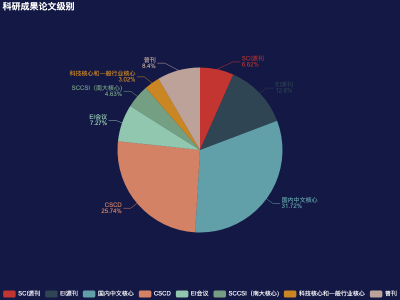 科研成果论文级别
SCI源刊
6.62%
普刊
8.4%
科技核心和一般行业核心
3.02%
SCCSI（南大核心）
4.63%
EI源刊
EI会议
7.27%
国内中文核心
31.72%
CSCD
25.74%
SCI源刊 EI源刊 国内中文核心 CSCD EI会议 SCCSI（南大核心） 科技核心和一般行业核心 普刊